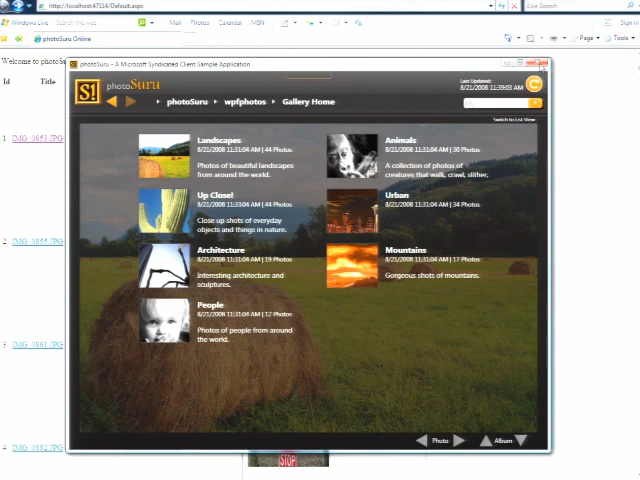 http://localhost:47114/Default.aspx
Live Search
Windows Live
Search the web
Mail
Photos
Calendar
MSN
Sign in
photoSuru Online
Page
Tools
Welcome to photoSu
Id
Title
1
IMG_0853.JPG
2
IMG_0855.JPG
3
IMG_0861.JPG
4
IMG_0882.JPG
photoSuru - A Microsoft Syndicated Client Sample Application
S!
photoSuru
Last Updated:
8/21/2008 11:39:03 AM
photoSuru
wpfphotos
Gallery Home
Switch to List View
Landscapes
8/21/2008 11:31:04 AM | 44 Photos
Photos of beautiful landscapes
from around the world.
Animals
8/21/2008 11:31:04 AM | 30 Photos
A collection of photos of
creatures that walk, crawl, slither,
Up Close!
8/21/2008 11:33:04 AM | 44 Photos
Close up shots of everyday
objects and things in nature.
Urban
8/21/2008 11:31:04 AM | 34 Photos
Architecture
8/21/2008 11:31:04 AM | 19 Photos
Interesting architecture and
sculptures.
Mountains
8/21/2008 11:31:04 AM | 17 Photos
Gorgeous shots of mountains.
People
8/21/2008 11:31:04 AM | 12 Photos
Photos of people from around
the world.
Photo
Album
STOP